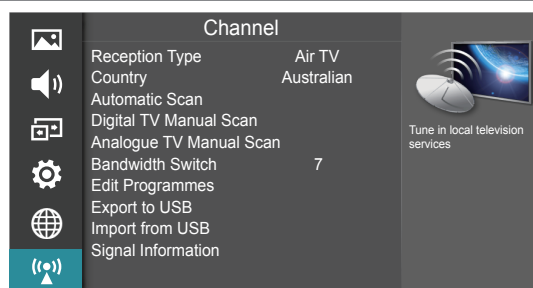 Channel
Reception Type Air TV
Country Australian
Automatic Scan
Digital TV Manual Scan
Analogue TV Manual Scan
Bandwidth Switch 7
Edit Programmes
Export to USB
Import from USB
Signal Information
Tune in local television
services